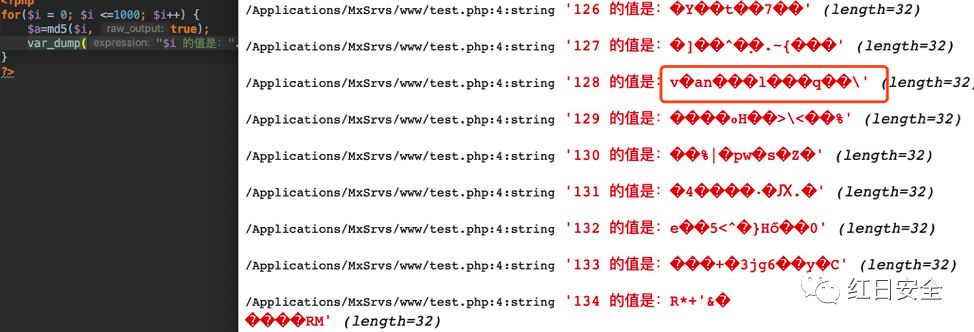 <?php
for($i = 0; $i <=1000; $i++) {
$a=md5($i, raw_output: true);
var_dump( expression: "$i 的值是: ".
}
?>
/Applications/MxSrvs/www/test.php:4:string '126 的值是: �Y��t��7��' (length=32)
/Applications/MxSrvs/www/test.php:4:string '127 的值是: �]��^��.~{���' (length=32)
/Applications/MxSrvs/www/test.php:4:string '128 的值是: v�an���l���q��\' (length=32)
/Applications/MxSrvs/www/test.php:4:string '129 的值是: ����oH��>\<��%' (length=32)
/Applications/MxSrvs/www/test.php:4:string '130 的值是: ��%|�pw�s�Z�' (length=32)
/Applications/MxSrvs/www/test.php:4:string '131 的值是: �4����·�Ԕ.�' (length=32)
/Applications/MxSrvs/www/test.php:4:string '132 的值是: e��5<^�}Hő��0' (length=32)
/Applications/MxSrvs/www/test.php:4:string '133 的值是: ���+�3jg6��y�C' (length=32)
/Applications/MxSrvs/www/test.php:4:string '134 的值是: R*+'&�
����RM' (length=32)
红日安全